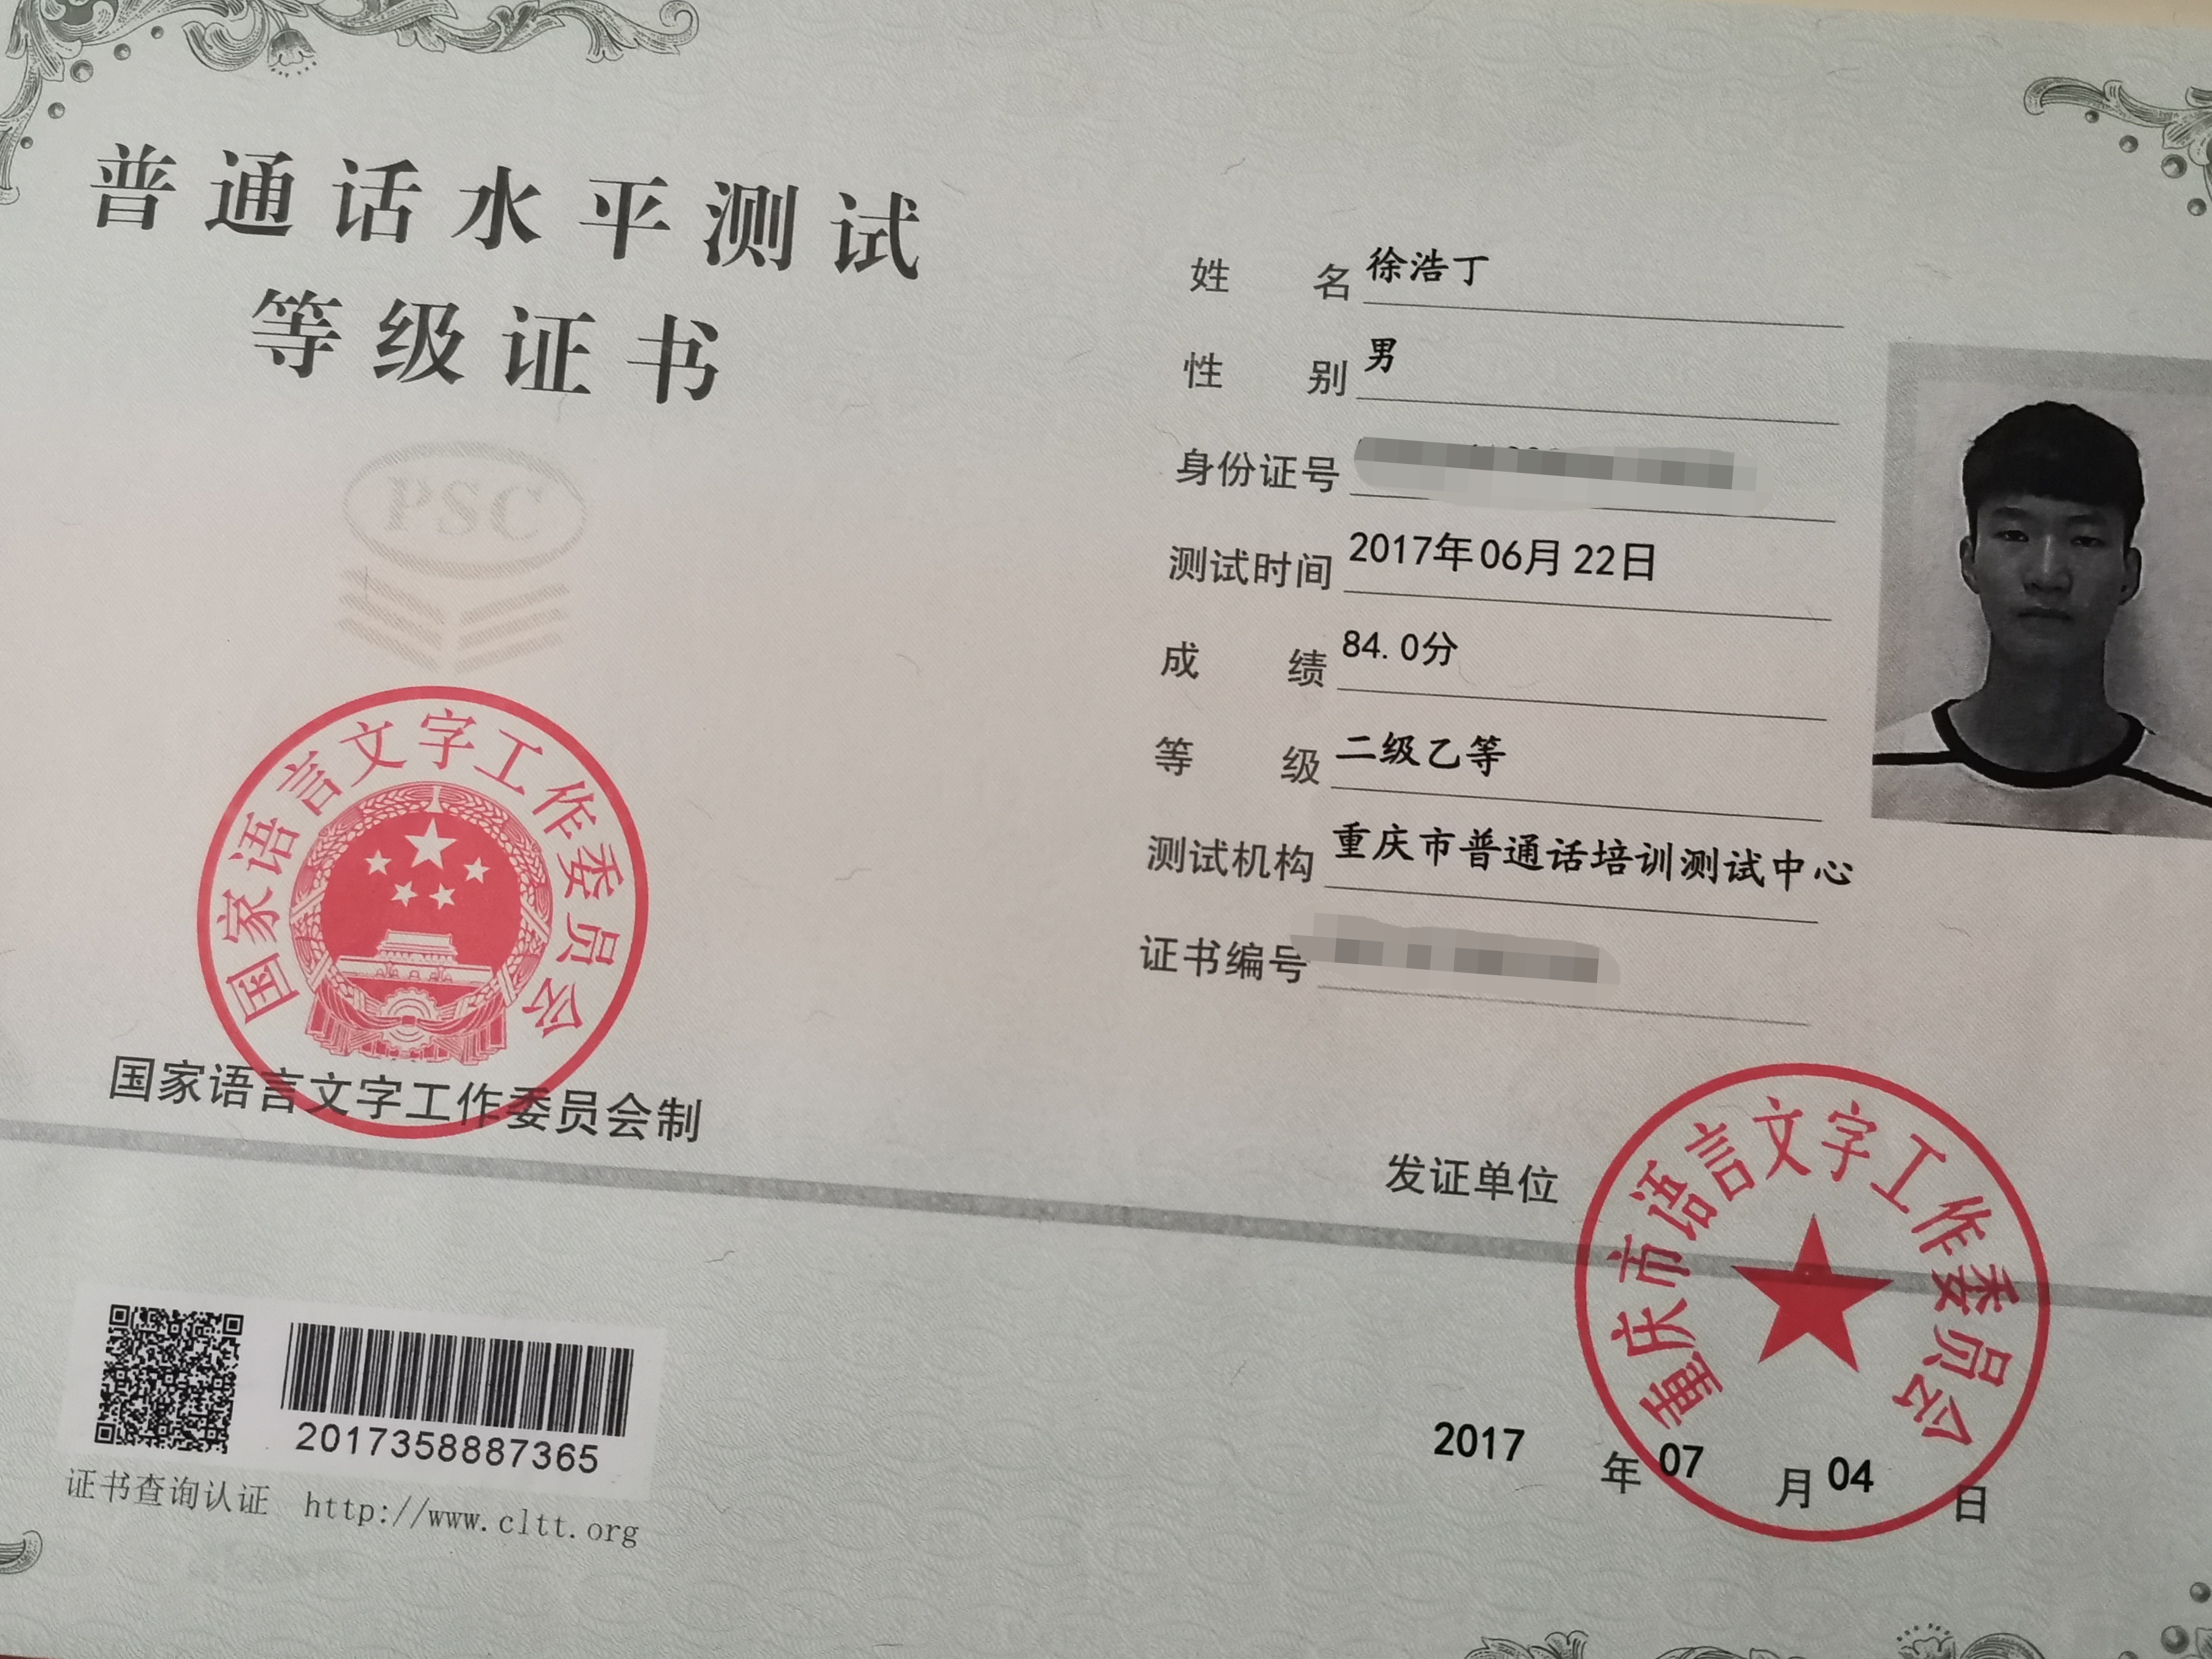 普通话水平测试
等级证书
PSC
国家语言文字工作委员会
国家语言文字工作委员会制
2017358887365
证书查询认证 http://www.cltt.org
姓 名 徐浩丁
性 别 男
身份证号
测试时间 2017年06月22日
成 绩 84.0分
等 级 二级乙等
测试机构 重庆市普通话培训测试中心
证书编号
发证单位
重庆市语言文字工作委员会
2017 年 07 月 04 日